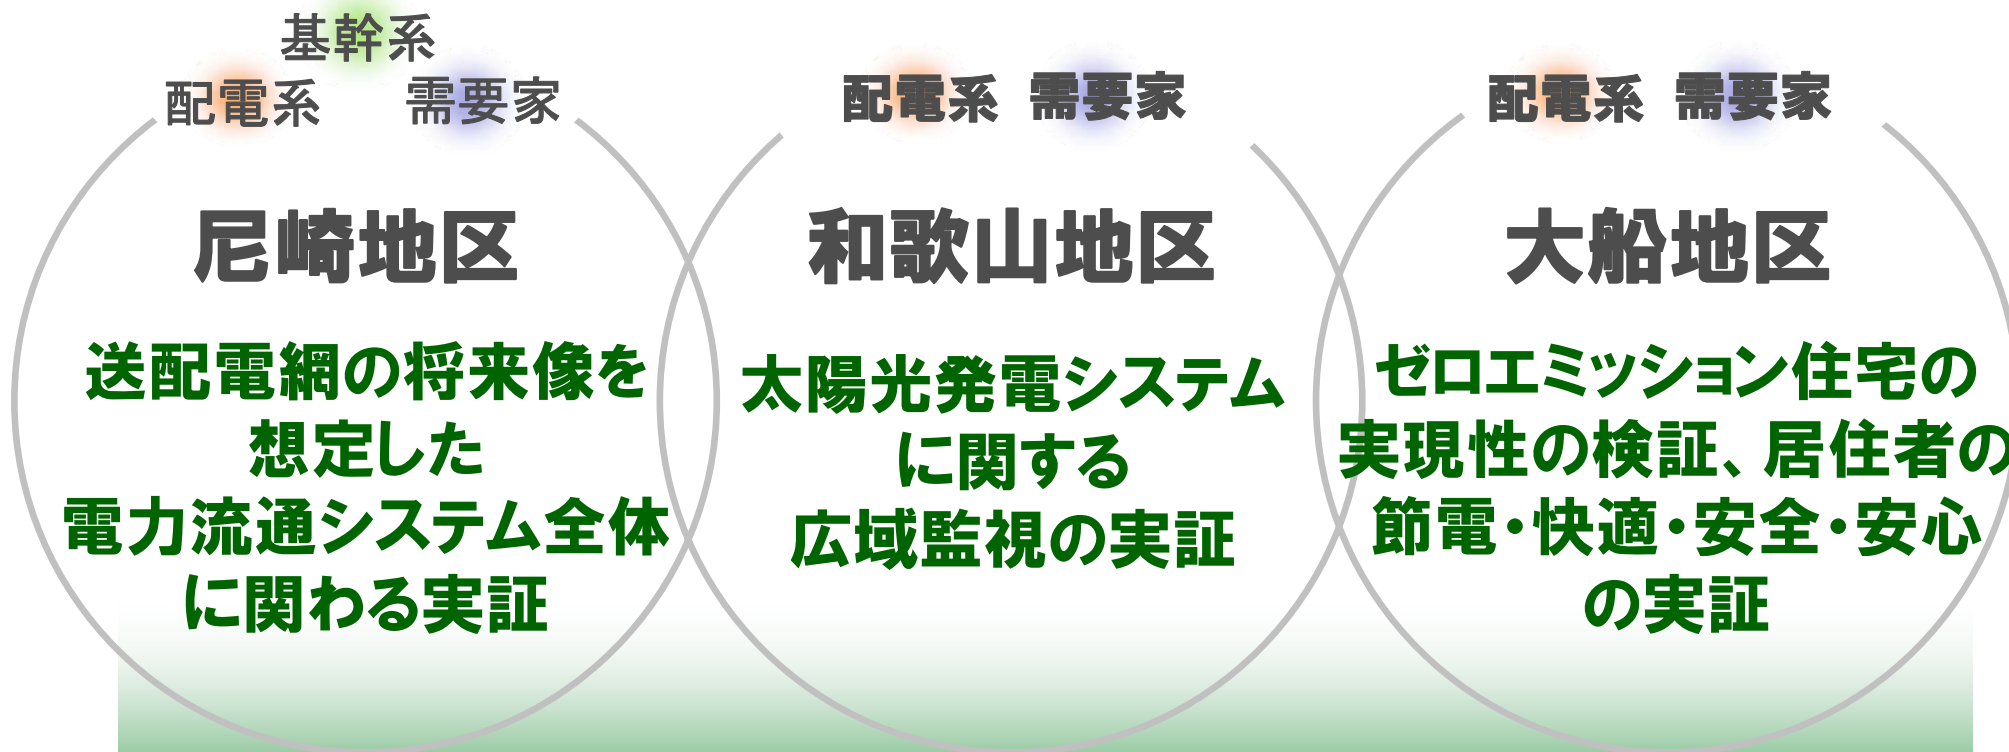 基幹系
配電系 需要家
尼崎地区
送配電網の将来像を
想定した
電力流通システム全体
に関わる実証
配電系 需要家
和歌山地区
太陽光発電システム
に関する
広域監視の実証
配電系 需要家
大船地区
ゼロエミッション住宅の
実現性の検証、居住者の
節電・快適・安全・安心
の実証